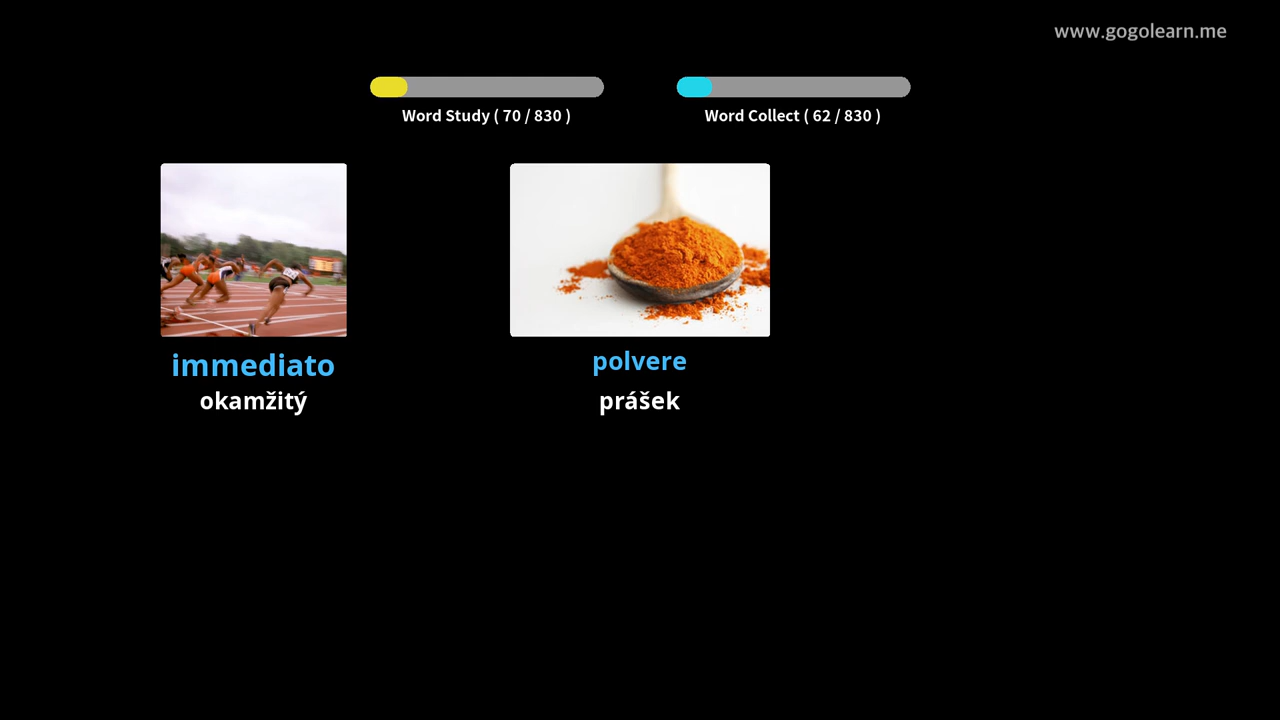 www.gogolearn.me
Word Study ( 70 / 830 )
Word Collect ( 62 / 830 )
immediato
okamžitý
polvere
prášek